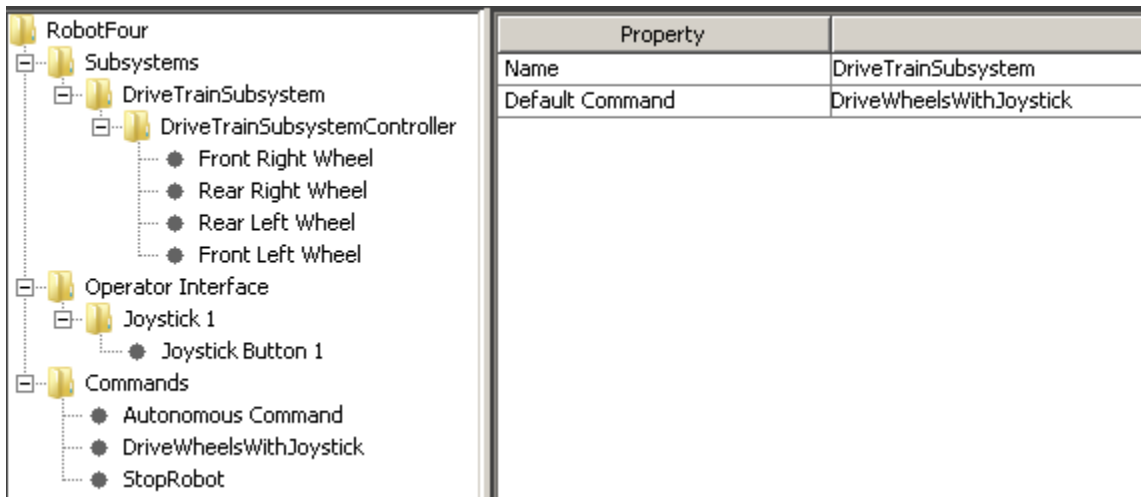 RobotFour
Subsystems
DriveTrainSubsystem
DriveTrainSubsystemController
Front Right Wheel
Rear Right Wheel
Rear Left Wheel
Front Left Wheel
Operator Interface
Joystick 1
Joystick Button 1
Commands
Autonomous Command
DriveWheelsWithJoystick
StopRobot
Property
Name DriveTrainSubsystem
Default Command DriveWheelsWithJoystick